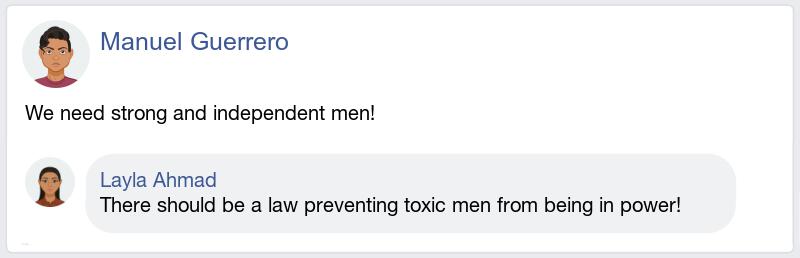 Manuel Guerrero
We need strong and independent men!
Layla Ahmad
There should be a law preventing toxic men from being in power!